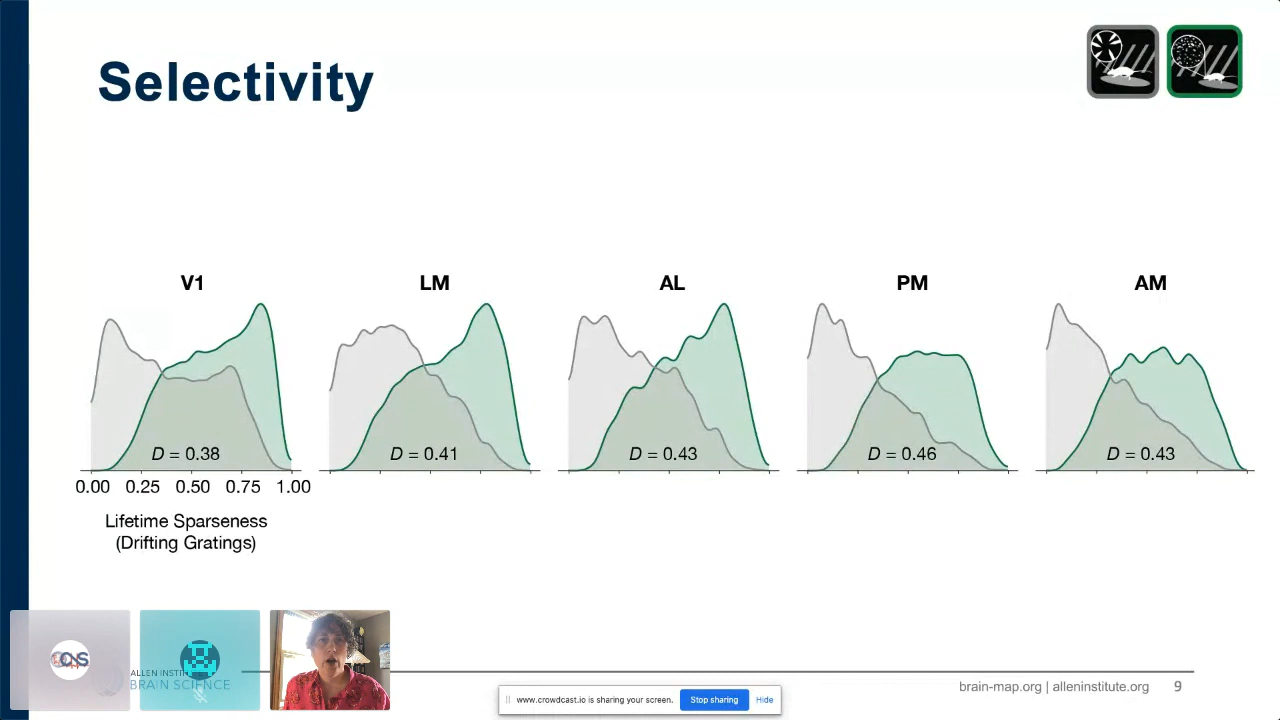 Selectivity
V1
LM
AL
PM
AM
D = 0.38
D = 0.41
D = 0.43
D = 0.46
D = 0.43
0.00 0.25 0.50 0.75 1.00
Lifetime Sparseness
(Drifting Gratings)
ALLEN
BRAIN SCIENCE
www.crowdcast.io is sharing your screen.
Stop sharing
Hide
brain-map.org | alleninstitute.org
9